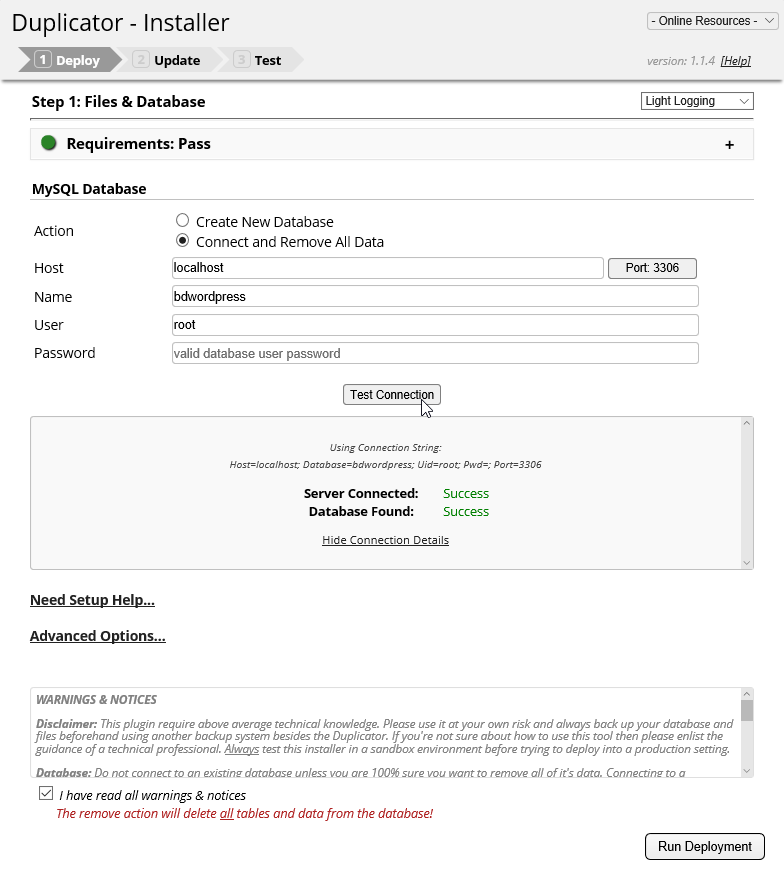 Duplicator - Installer
- Online Resources -
1 Deploy 2 Update 3 Test
version: 1.1.4 [Help]
Step 1: Files & Database
Light Logging
Requirements: Pass +
MySQL Database
Action
Create New Database
Connect and Remove All Data
Host localhost Port: 3306
Name bdwordpress
User root
Password valid database user password
Test Connection
Using Connection String:
Host=localhost; Database=bdwordpress; Uid=root; Pwd=; Port=3306
Server Connected: Success
Database Found: Success
Hide Connection Details
Need Setup Help...
Advanced Options...
WARNINGS & NOTICES
Disclaimer: This plugin require above average technical knowledge. Please use it at your own risk and always back up your database and
files beforehand using another backup system besides the Duplicator. If you're not sure about how to use this tool then please enlist the
guidance of a technical professional. Always test this installer in a sandbox environment before trying to deploy into a production setting.
Database: Do not connect to an existing database unless you are 100% sure you want to remove all of it's data. Connecting to a
I have read all warnings & notices
The remove action will delete all tables and data from the database!
Run Deployment